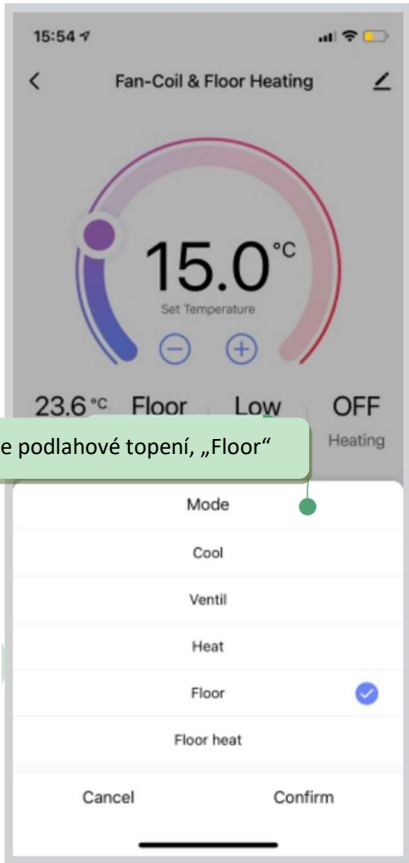 15:54
Fan-Coil & Floor Heating
15.0°C
Set Temperature
23.6 °C Floor Low OFF
Heating
e podlahové topení, „Floor“
Mode
Cool
Ventil
Heat
Floor
Floor heat
Cancel Confirm